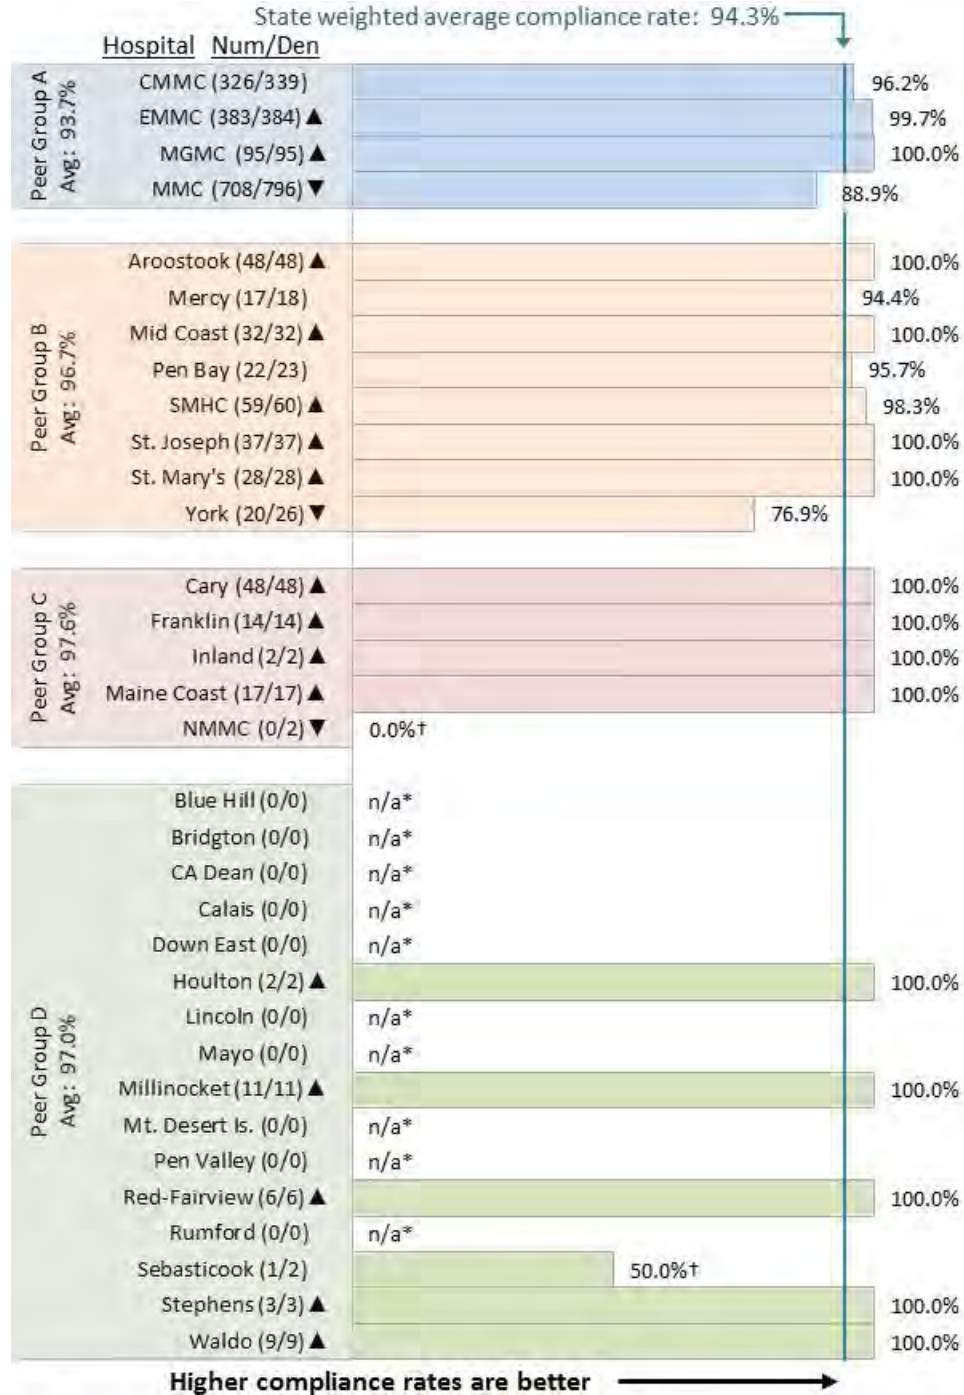 State weighted average compliance rate: 94.3%
Hospital Num/Den
Peer Group A
Avg: 93.7%
CMMC (326/339) 96.2%
EMMC (383/384) ▲ 99.7%
MGMC (95/95) ▲ 100.0%
MMC (708/796) ▼ 88.9%
Peer Group B
Avg: 96.7%
Aroostook (48/48) ▲ 100.0%
Mercy (17/18) 94.4%
Mid Coast (32/32) ▲ 100.0%
Pen Bay (22/23) 95.7%
SMHC (59/60) ▲ 98.3%
St. Joseph (37/37) ▲ 100.0%
St. Mary's (28/28) ▲ 100.0%
York (20/26) ▼ 76.9%
Peer Group C
Avg: 97.6%
Cary (48/48) ▲ 100.0%
Franklin (14/14) ▲ 100.0%
Inland (2/2) ▲ 100.0%
Maine Coast (17/17) ▲ 100.0%
NMMC (0/2) ▼ 0.0%†
Peer Group D
Avg: 97.0%
Blue Hill (0/0) n/a*
Bridgton (0/0) n/a*
CA Dean (0/0) n/a*
Calais (0/0) n/a*
Down East (0/0) n/a*
Houlton (2/2) ▲ 100.0%
Lincoln (0/0) n/a*
Mayo (0/0) n/a*
Millinocket (11/11) ▲ 100.0%
Mt. Desert Is. (0/0) n/a*
Pen Valley (0/0) n/a*
Red-Fairview (6/6) ▲ 100.0%
Rumford (0/0) n/a*
Sebasticook (1/2) 50.0%†
Stephens (3/3) ▲ 100.0%
Waldo (9/9) ▲ 100.0%
Higher compliance rates are better